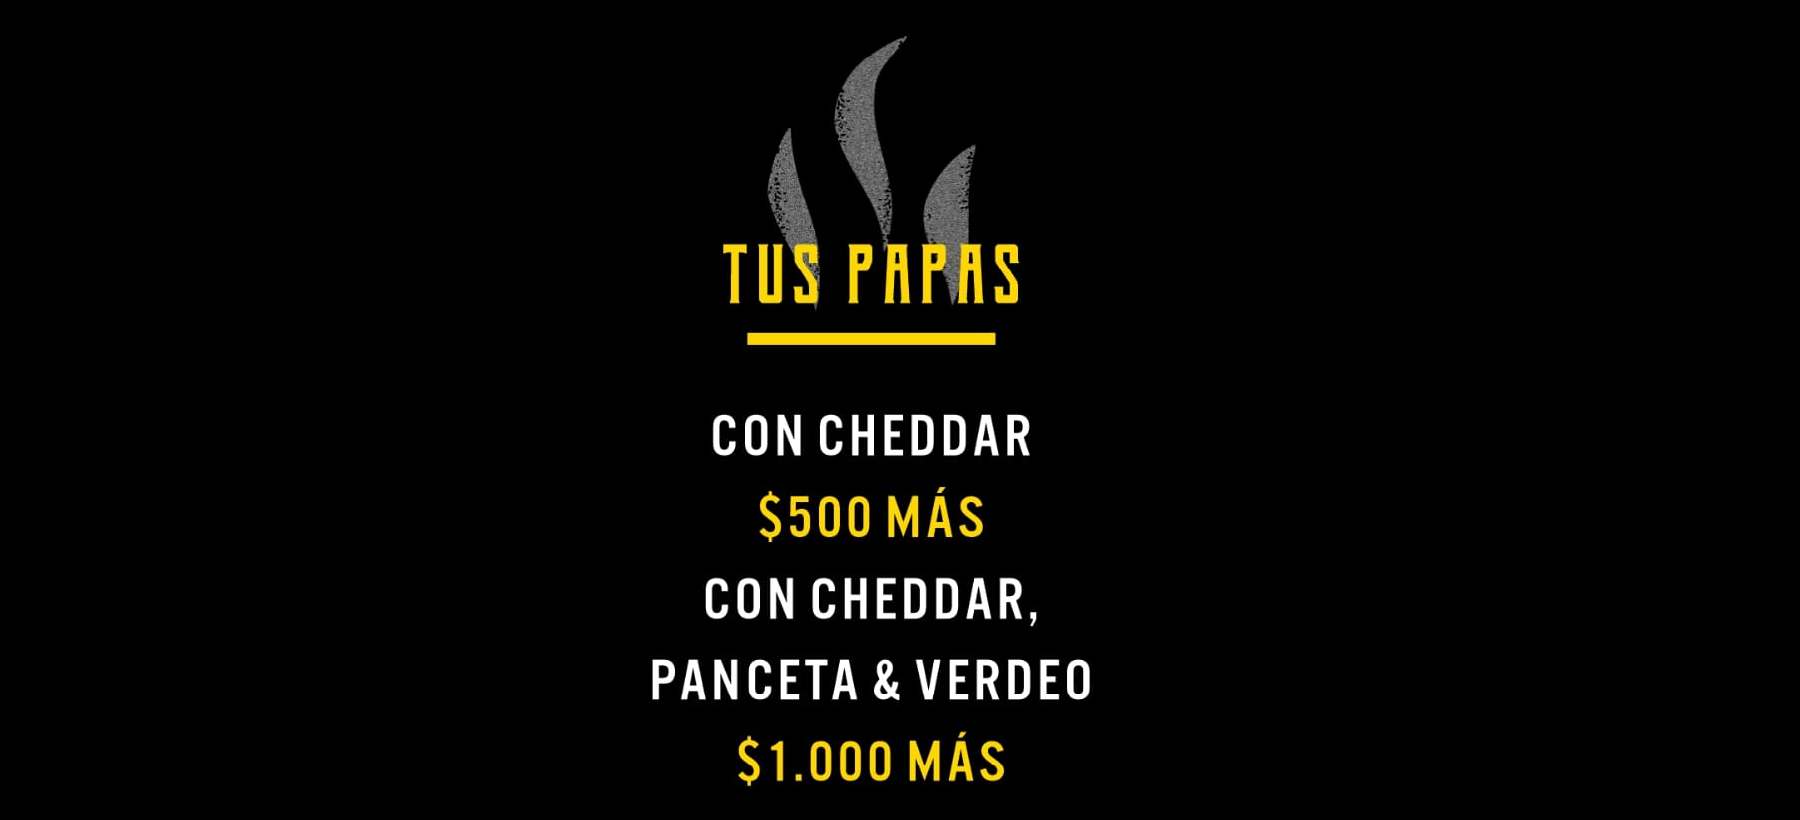 TUS PAPAS
CON CHEDDAR
$500 MÁS
CON CHEDDAR,
PANCETA & VERDEO
$1.000 MÁS